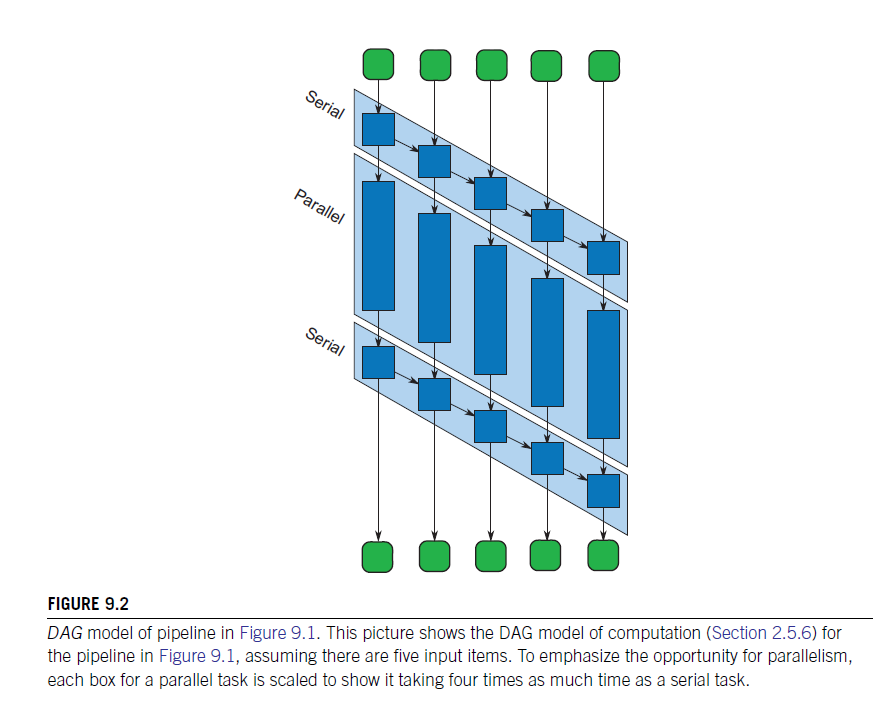 Serial
Parallel
Serial
FIGURE 9.2
DAG model of pipeline in Figure 9.1. This picture shows the DAG model of computation (Section 2.5.6) for
the pipeline in Figure 9.1, assuming there are five input items. To emphasize the opportunity for parallelism,
each box for a parallel task is scaled to show it taking four times as much time as a serial task.